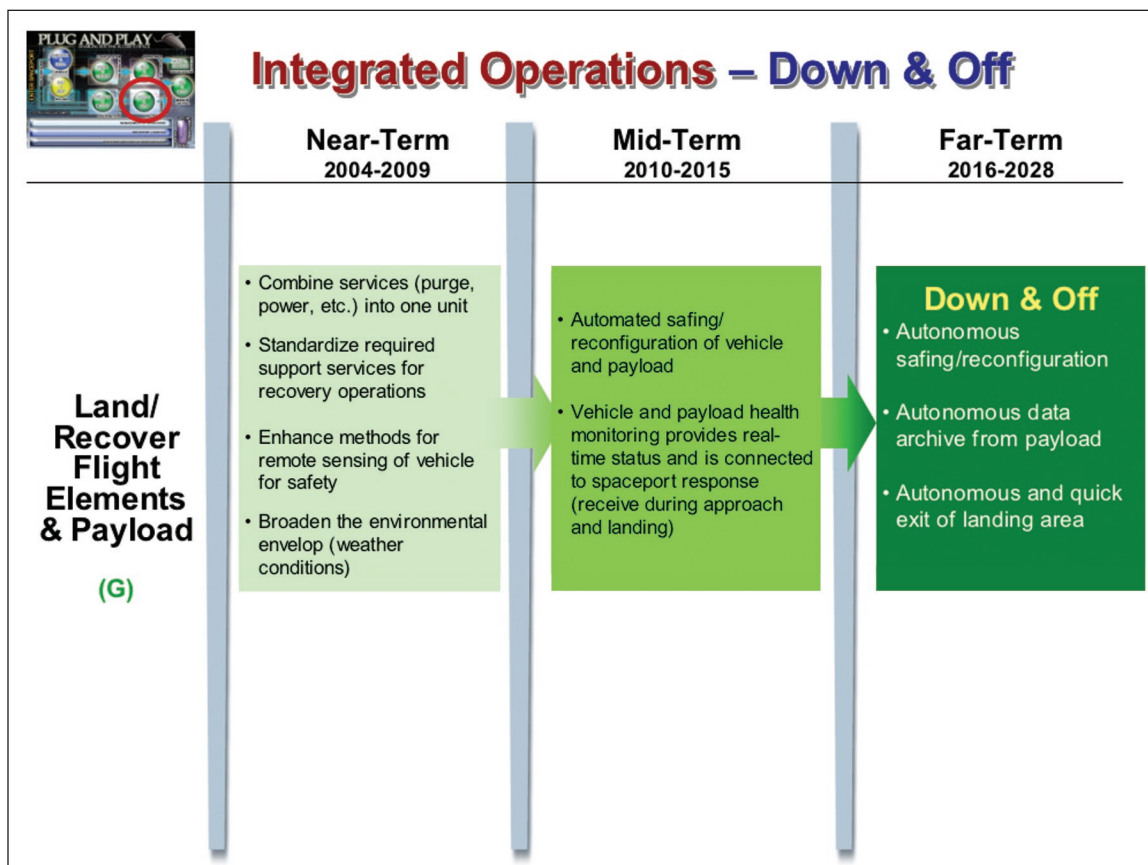 PLUG AND PLAY
Integrated Operations – Down & Off
Near-Term
2004-2009
Mid-Term
2010-2015
Far-Term
2016-2028
Land/
Recover
Flight
Elements
& Payload
(G)
• Combine services (purge,
power, etc.) into one unit
• Standardize required
support services for
recovery operations
• Enhance methods for
remote sensing of vehicle
for safety
• Broaden the environmental
envelop (weather
conditions)
• Automated safing/
reconfiguration of vehicle
and payload
• Vehicle and payload health
monitoring provides real-
time status and is connected
to spaceport response
(receive during approach
and landing)
Down & Off
• Autonomous
safing/reconfiguration
• Autonomous data
archive from payload
• Autonomous and quick
exit of landing area